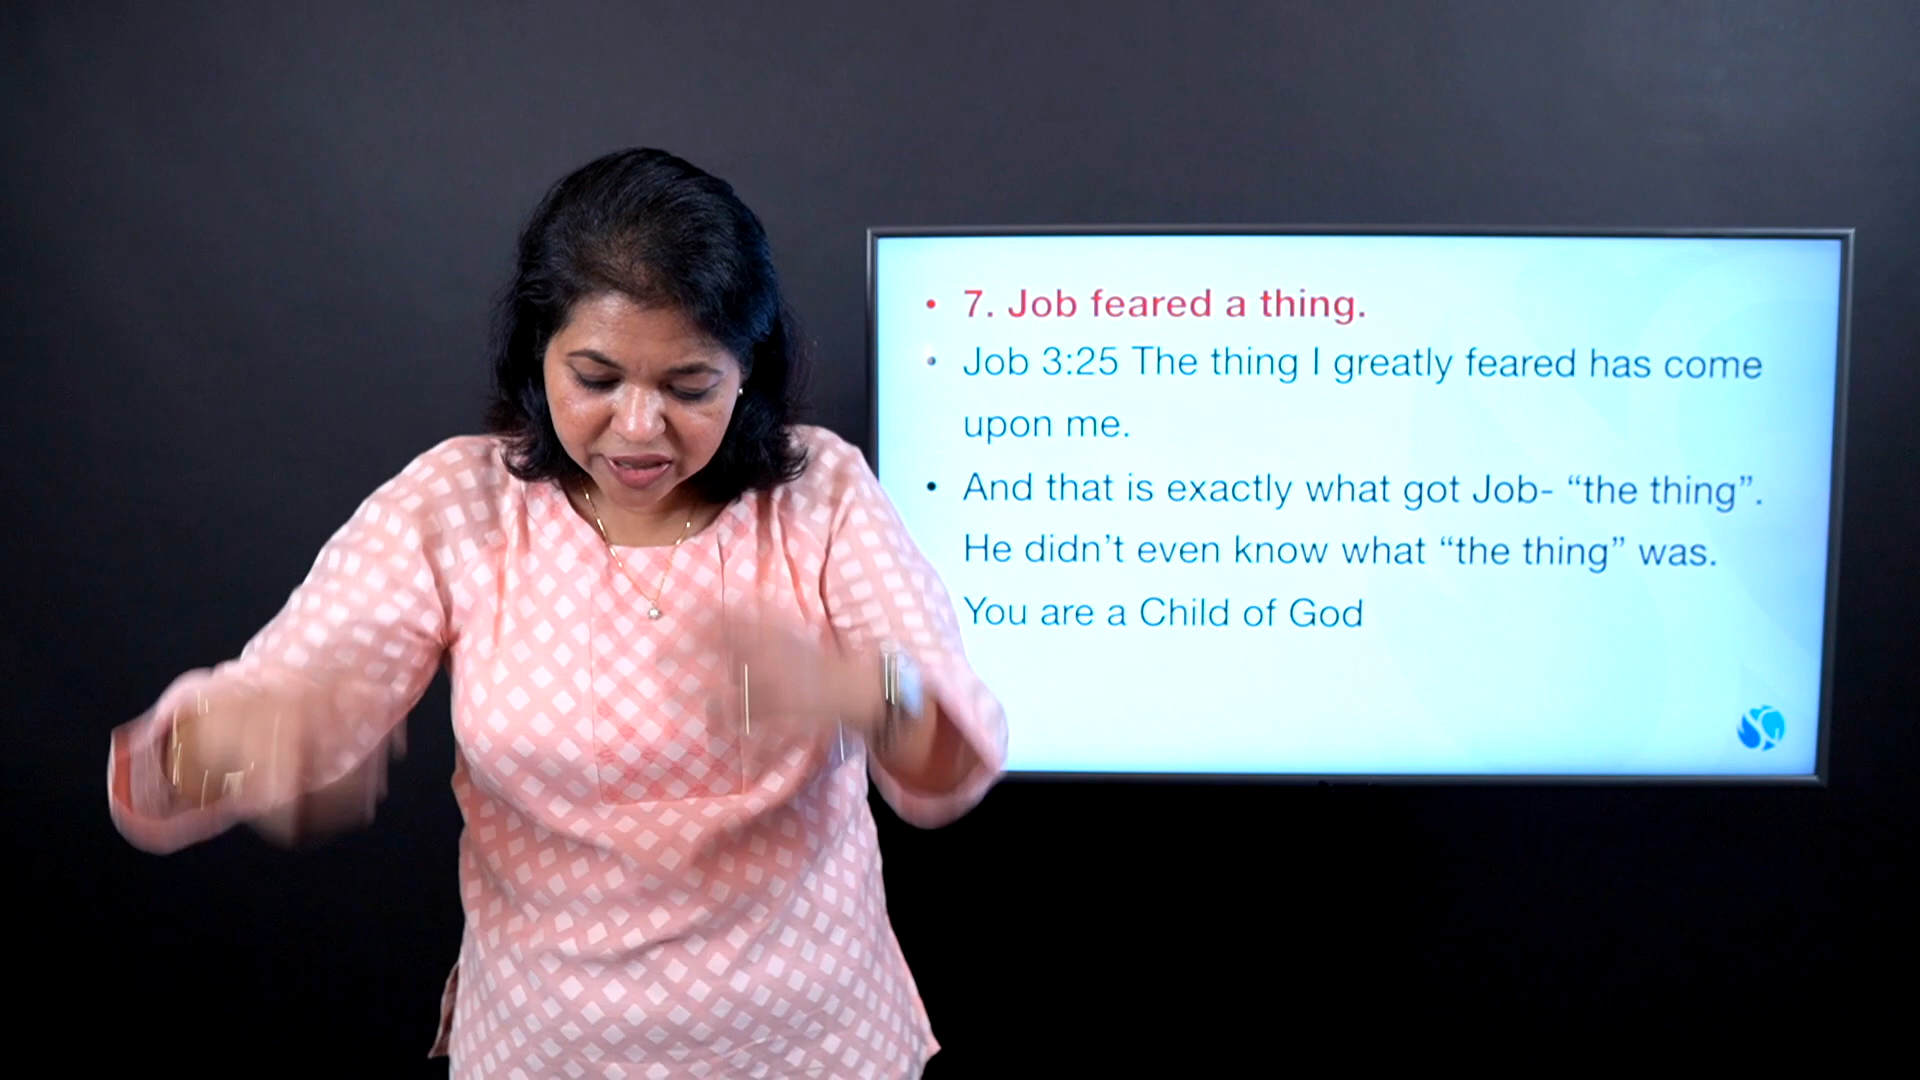 • 7. Job feared a thing.
• Job 3:25 The thing I greatly feared has come
upon me.
• And that is exactly what got Job- “the thing”.
He didn’t even know what “the thing” was.
You are a Child of God